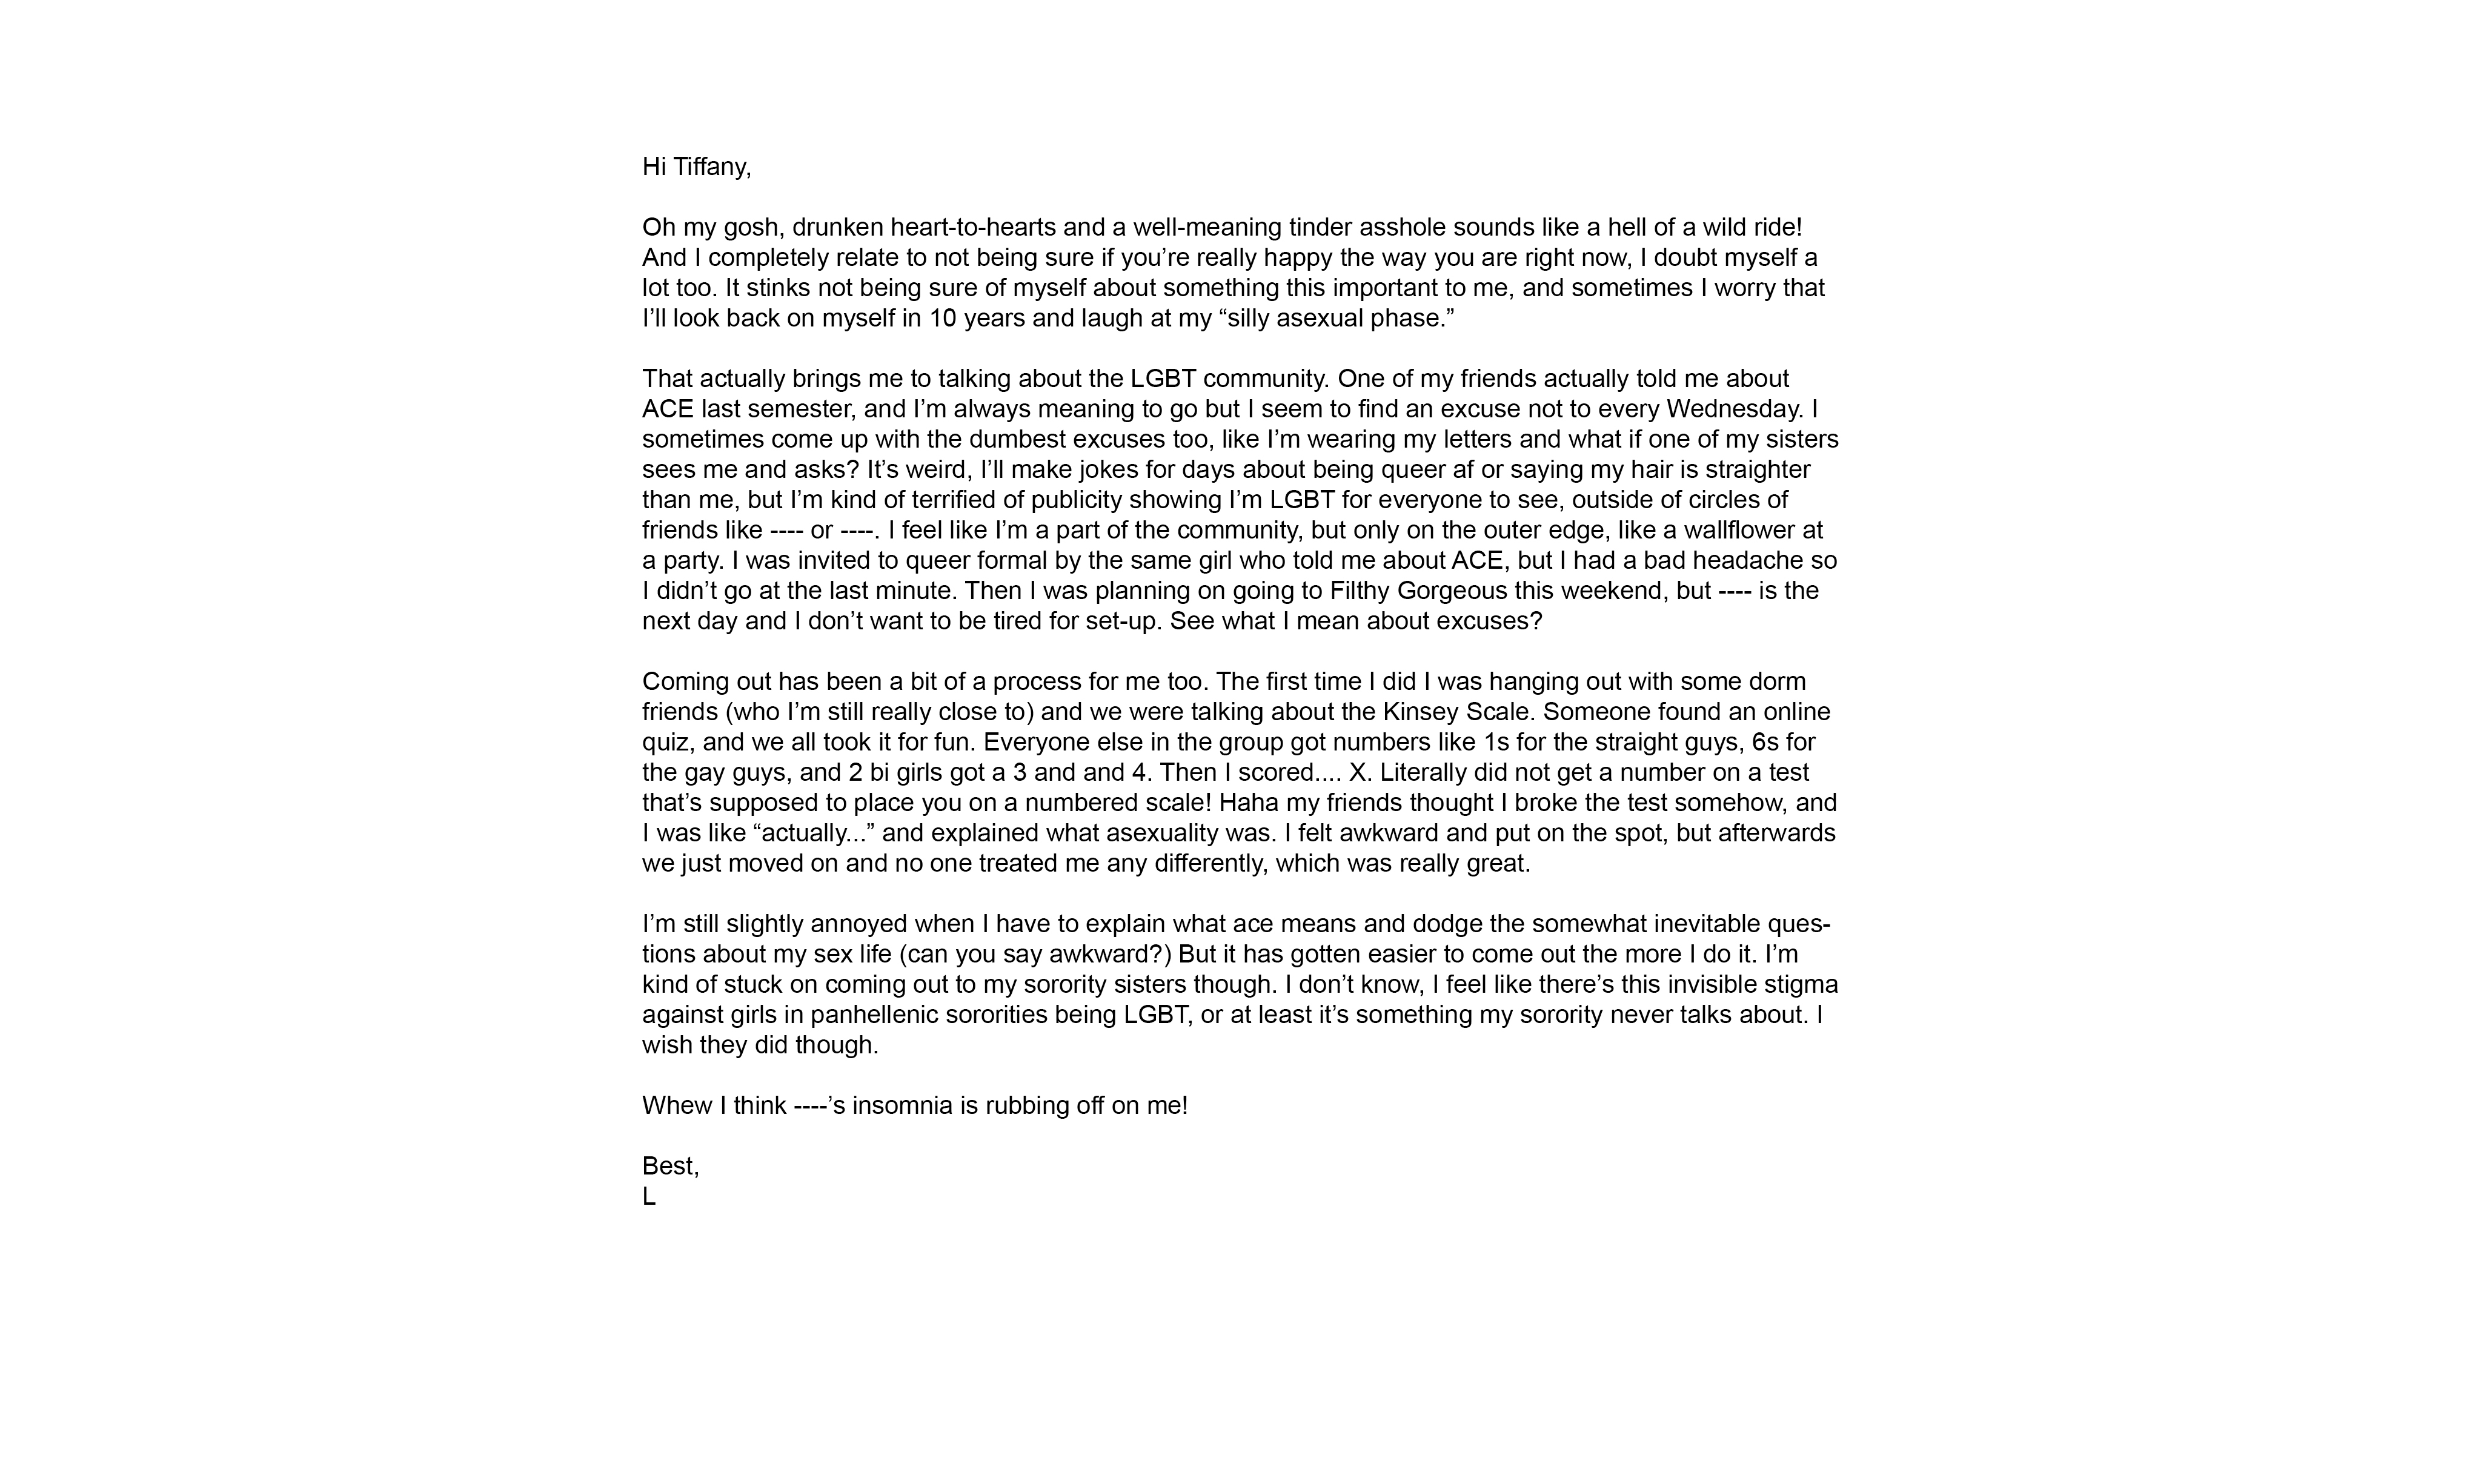 Hi Tiffany,
Oh my gosh, drunken heart-to-hearts and a well-meaning tinder asshole sounds like a hell of a wild ride!
And I completely relate to not being sure if you’re really happy the way you are right now, I doubt myself a
lot too. It stinks not being sure of myself about something this important to me, and sometimes I worry that
I’ll look back on myself in 10 years and laugh at my “silly asexual phase.”
That actually brings me to talking about the LGBT community. One of my friends actually told me about
ACE last semester, and I’m always meaning to go but I seem to find an excuse not to every Wednesday. I
sometimes come up with the dumbest excuses too, like I’m wearing my letters and what if one of my sisters
sees me and asks? It’s weird, I’ll make jokes for days about being queer af or saying my hair is straighter
than me, but I’m kind of terrified of publicity showing I’m LGBT for everyone to see, outside of circles of
friends like ---- or ----. I feel like I’m a part of the community, but only on the outer edge, like a wallflower at
a party. I was invited to queer formal by the same girl who told me about ACE, but I had a bad headache so
I didn’t go at the last minute. Then I was planning on going to Filthy Gorgeous this weekend, but ---- is the
next day and I don’t want to be tired for set-up. See what I mean about excuses?
Coming out has been a bit of a process for me too. The first time I did I was hanging out with some dorm
friends (who I’m still really close to) and we were talking about the Kinsey Scale. Someone found an online
quiz, and we all took it for fun. Everyone else in the group got numbers like 1s for the straight guys, 6s for
the gay guys, and 2 bi girls got a 3 and and 4. Then I scored.... X. Literally did not get a number on a test
that’s supposed to place you on a numbered scale! Haha my friends thought I broke the test somehow, and
I was like “actually...” and explained what asexuality was. I felt awkward and put on the spot, but afterwards
we just moved on and no one treated me any differently, which was really great.
I’m still slightly annoyed when I have to explain what ace means and dodge the somewhat inevitable ques-
tions about my sex life (can you say awkward?) But it has gotten easier to come out the more I do it. I’m
kind of stuck on coming out to my sorority sisters though. I don’t know, I feel like there’s this invisible stigma
against girls in panhellenic sororities being LGBT, or at least it’s something my sorority never talks about. I
wish they did though.
Whew I think ----’s insomnia is rubbing off on me!
Best,
L